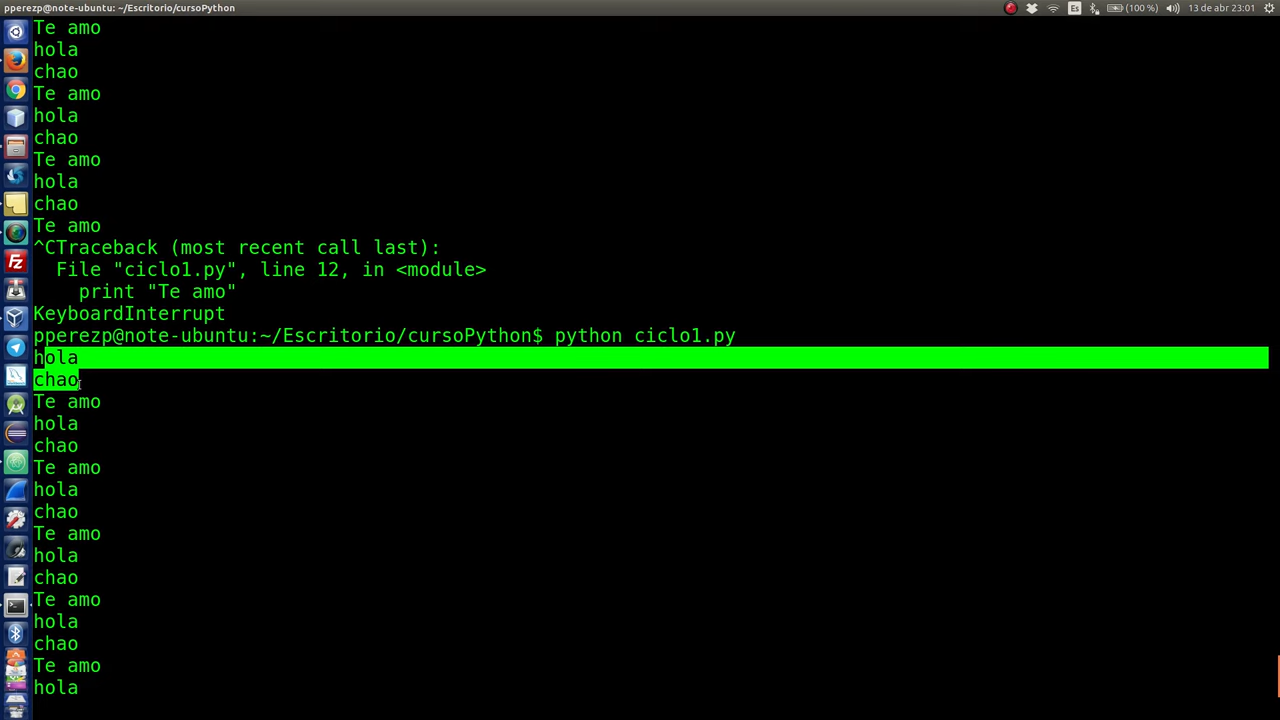 pperezp@note-ubuntu: ~/Escritorio/cursoPython
Es
(100 %)
13 de abr 23:01
Te amo
hola
chao
Te amo
hola
chao
Te amo
hola
chao
Te amo
^CTraceback (most recent call last):
  File "ciclo1.py", line 12, in <module>
    print "Te amo"
KeyboardInterrupt
pperezp@note-ubuntu:~/Escritorio/cursoPython$ python ciclo1.py
hola
chao
Te amo
hola
chao
Te amo
hola
chao
Te amo
hola
chao
Te amo
hola
chao
Te amo
hola